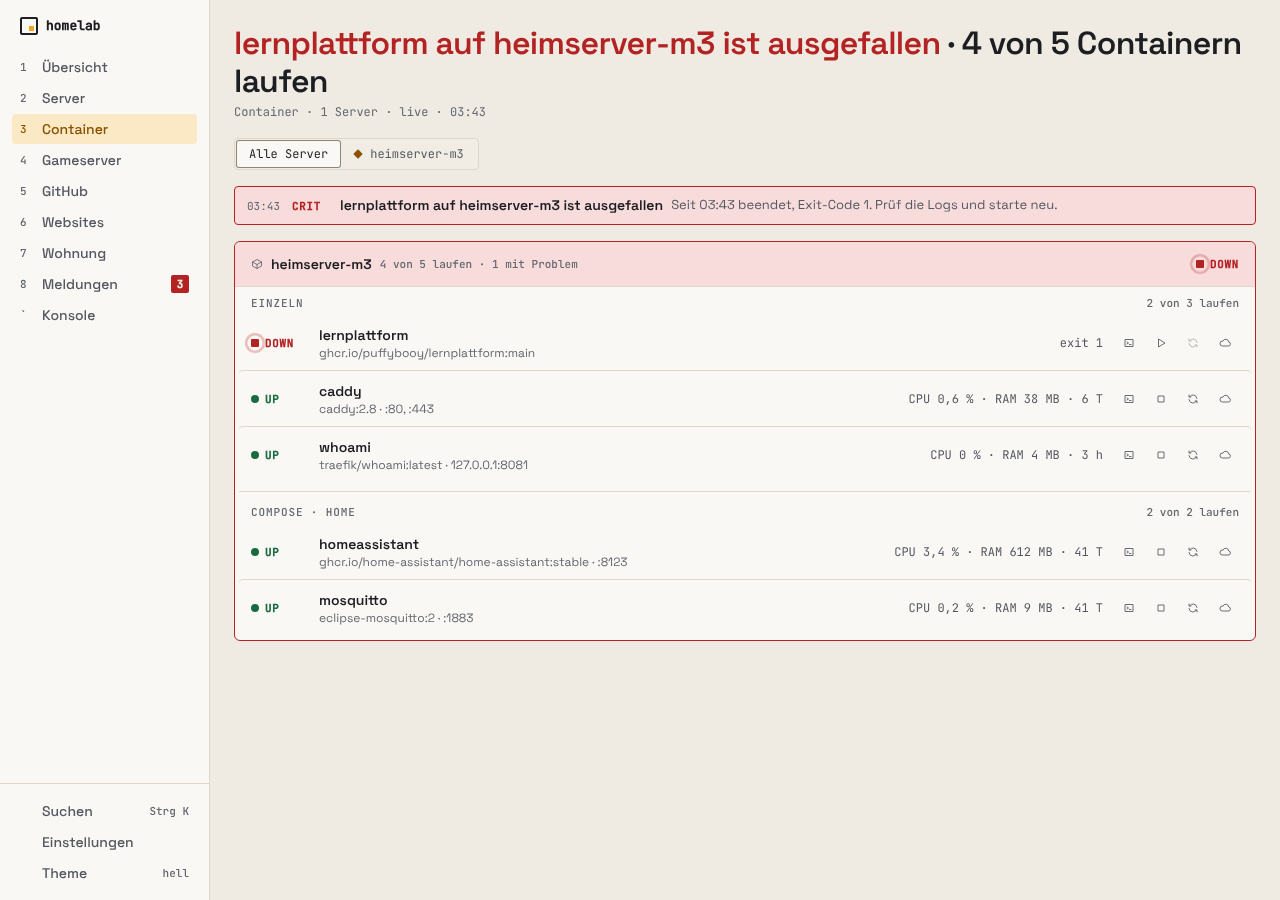 homelab
1 Übersicht
2 Server
3 Container
4 Gameserver
5 GitHub
6 Websites
7 Wohnung
8 Meldungen 3
` Konsole
Suchen Strg K
Einstellungen
Theme hell
lernplattform auf heimserver-m3 ist ausgefallen · 4 von 5 Containern
laufen
Container · 1 Server · live · 03:43
Alle Server heimserver-m3
03:43 CRIT lernplattform auf heimserver-m3 ist ausgefallen Seit 03:43 beendet, Exit-Code 1. Prüf die Logs und starte neu.
heimserver-m3 4 von 5 laufen · 1 mit Problem DOWN
EINZELN 2 von 3 laufen
DOWN lernplattform exit 1
ghcr.io/puffybooy/lernplattform:main
UP caddy CPU 0,6 % · RAM 38 MB · 6 T
caddy:2.8 · :80, :443
UP whoami CPU 0 % · RAM 4 MB · 3 h
traefik/whoami:latest · 127.0.0.1:8081
COMPOSE · HOME 2 von 2 laufen
UP homeassistant CPU 3,4 % · RAM 612 MB · 41 T
ghcr.io/home-assistant/home-assistant:stable · :8123
UP mosquitto CPU 0,2 % · RAM 9 MB · 41 T
eclipse-mosquitto:2 · :1883